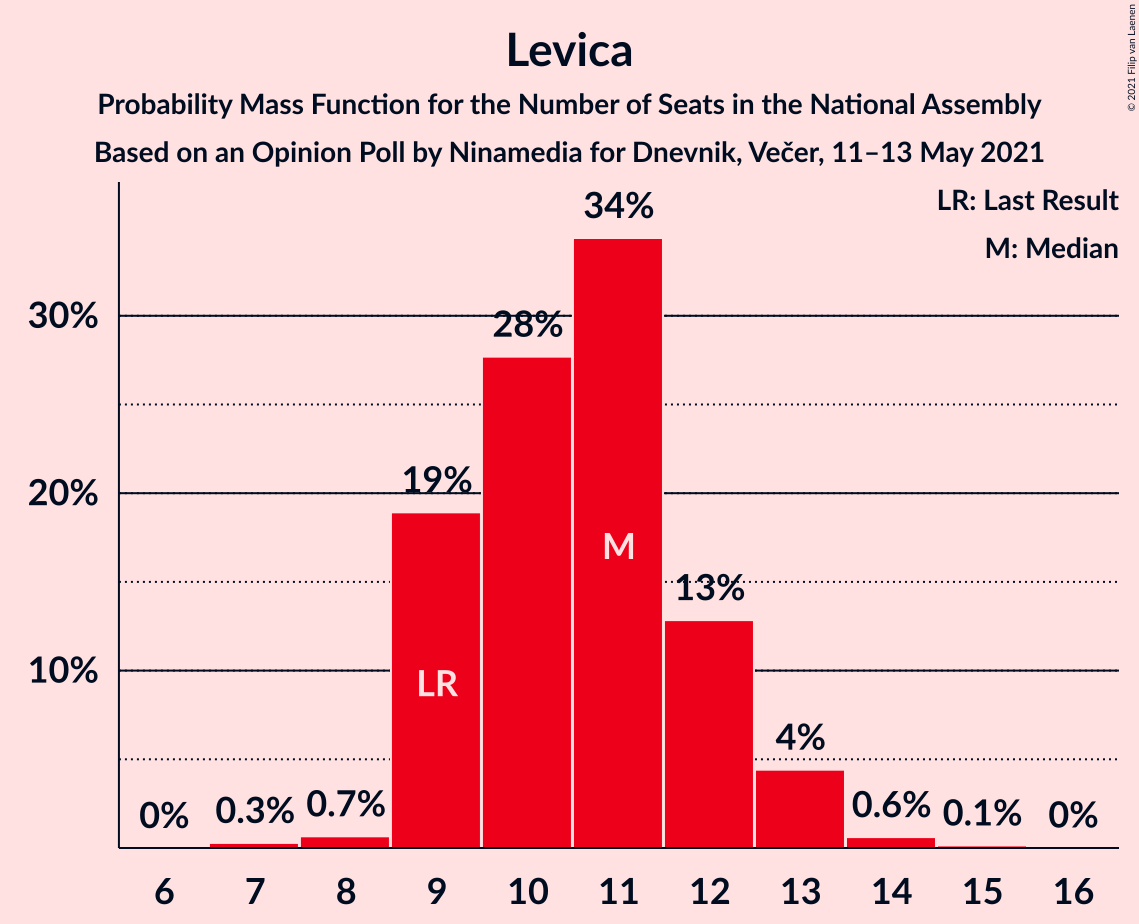 Levica
Probability Mass Function for the Number of Seats in the National Assembly
Based on an Opinion Poll by Ninamedia for Dnevnik, Večer, 11–13 May 2021
© 2021 Filip van Laenen
LR: Last Result
M: Median
30%
20%
10%
0%
0.3%
0.7%
19%
28%
34%
13%
4%
0.6%
0.1%
0%
LR
M
6 7 8 9 10 11 12 13 14 15 16